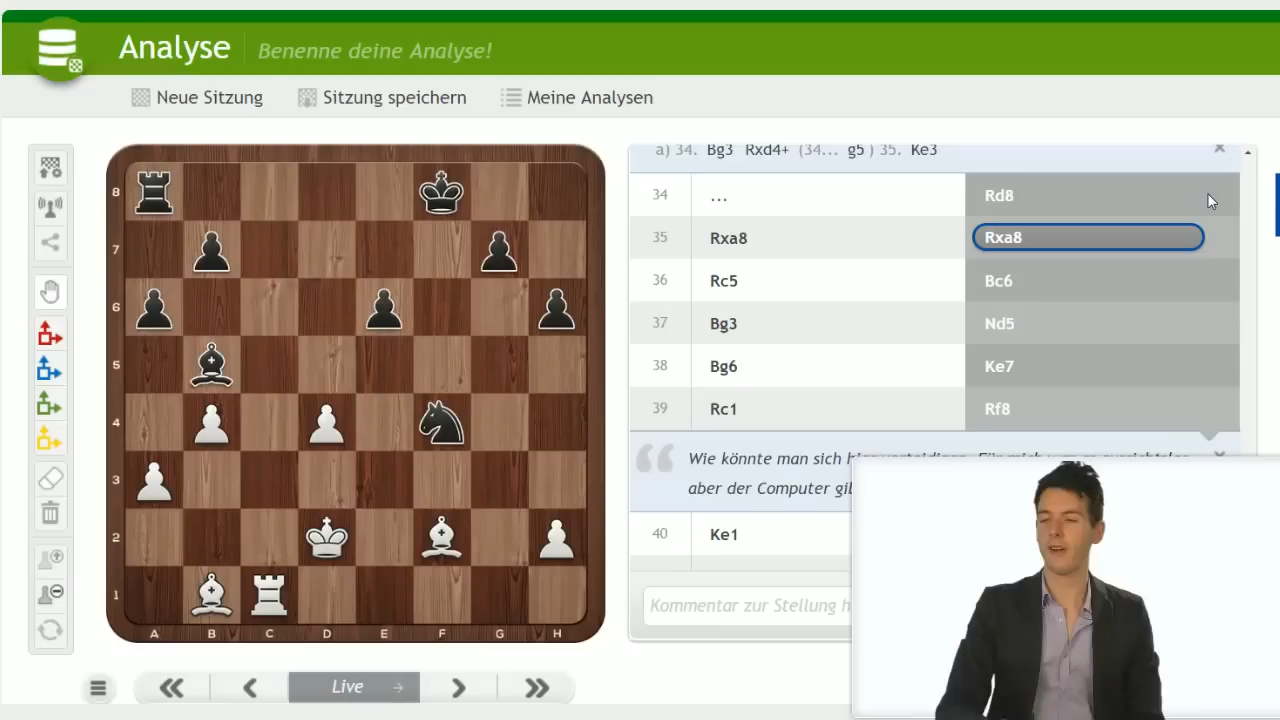 Analyse
Benenne deine Analyse!
Neue Sitzung
Sitzung speichern
Meine Analysen
a) 34. Bg3 Rxd4+ (34... g5 ) 35. Ke3
34 ... Rd8
35 Rxa8 Rxa8
36 Rc5 Bc6
37 Bg3 Nd5
38 Bg6 Ke7
39 Rc1 Rf8
Wie könnte man sich
aber der Computer
40 Ke1
Kommentar zur Stellung
8
7
6
5
4
3
2
1
A B C D E F G H
Live